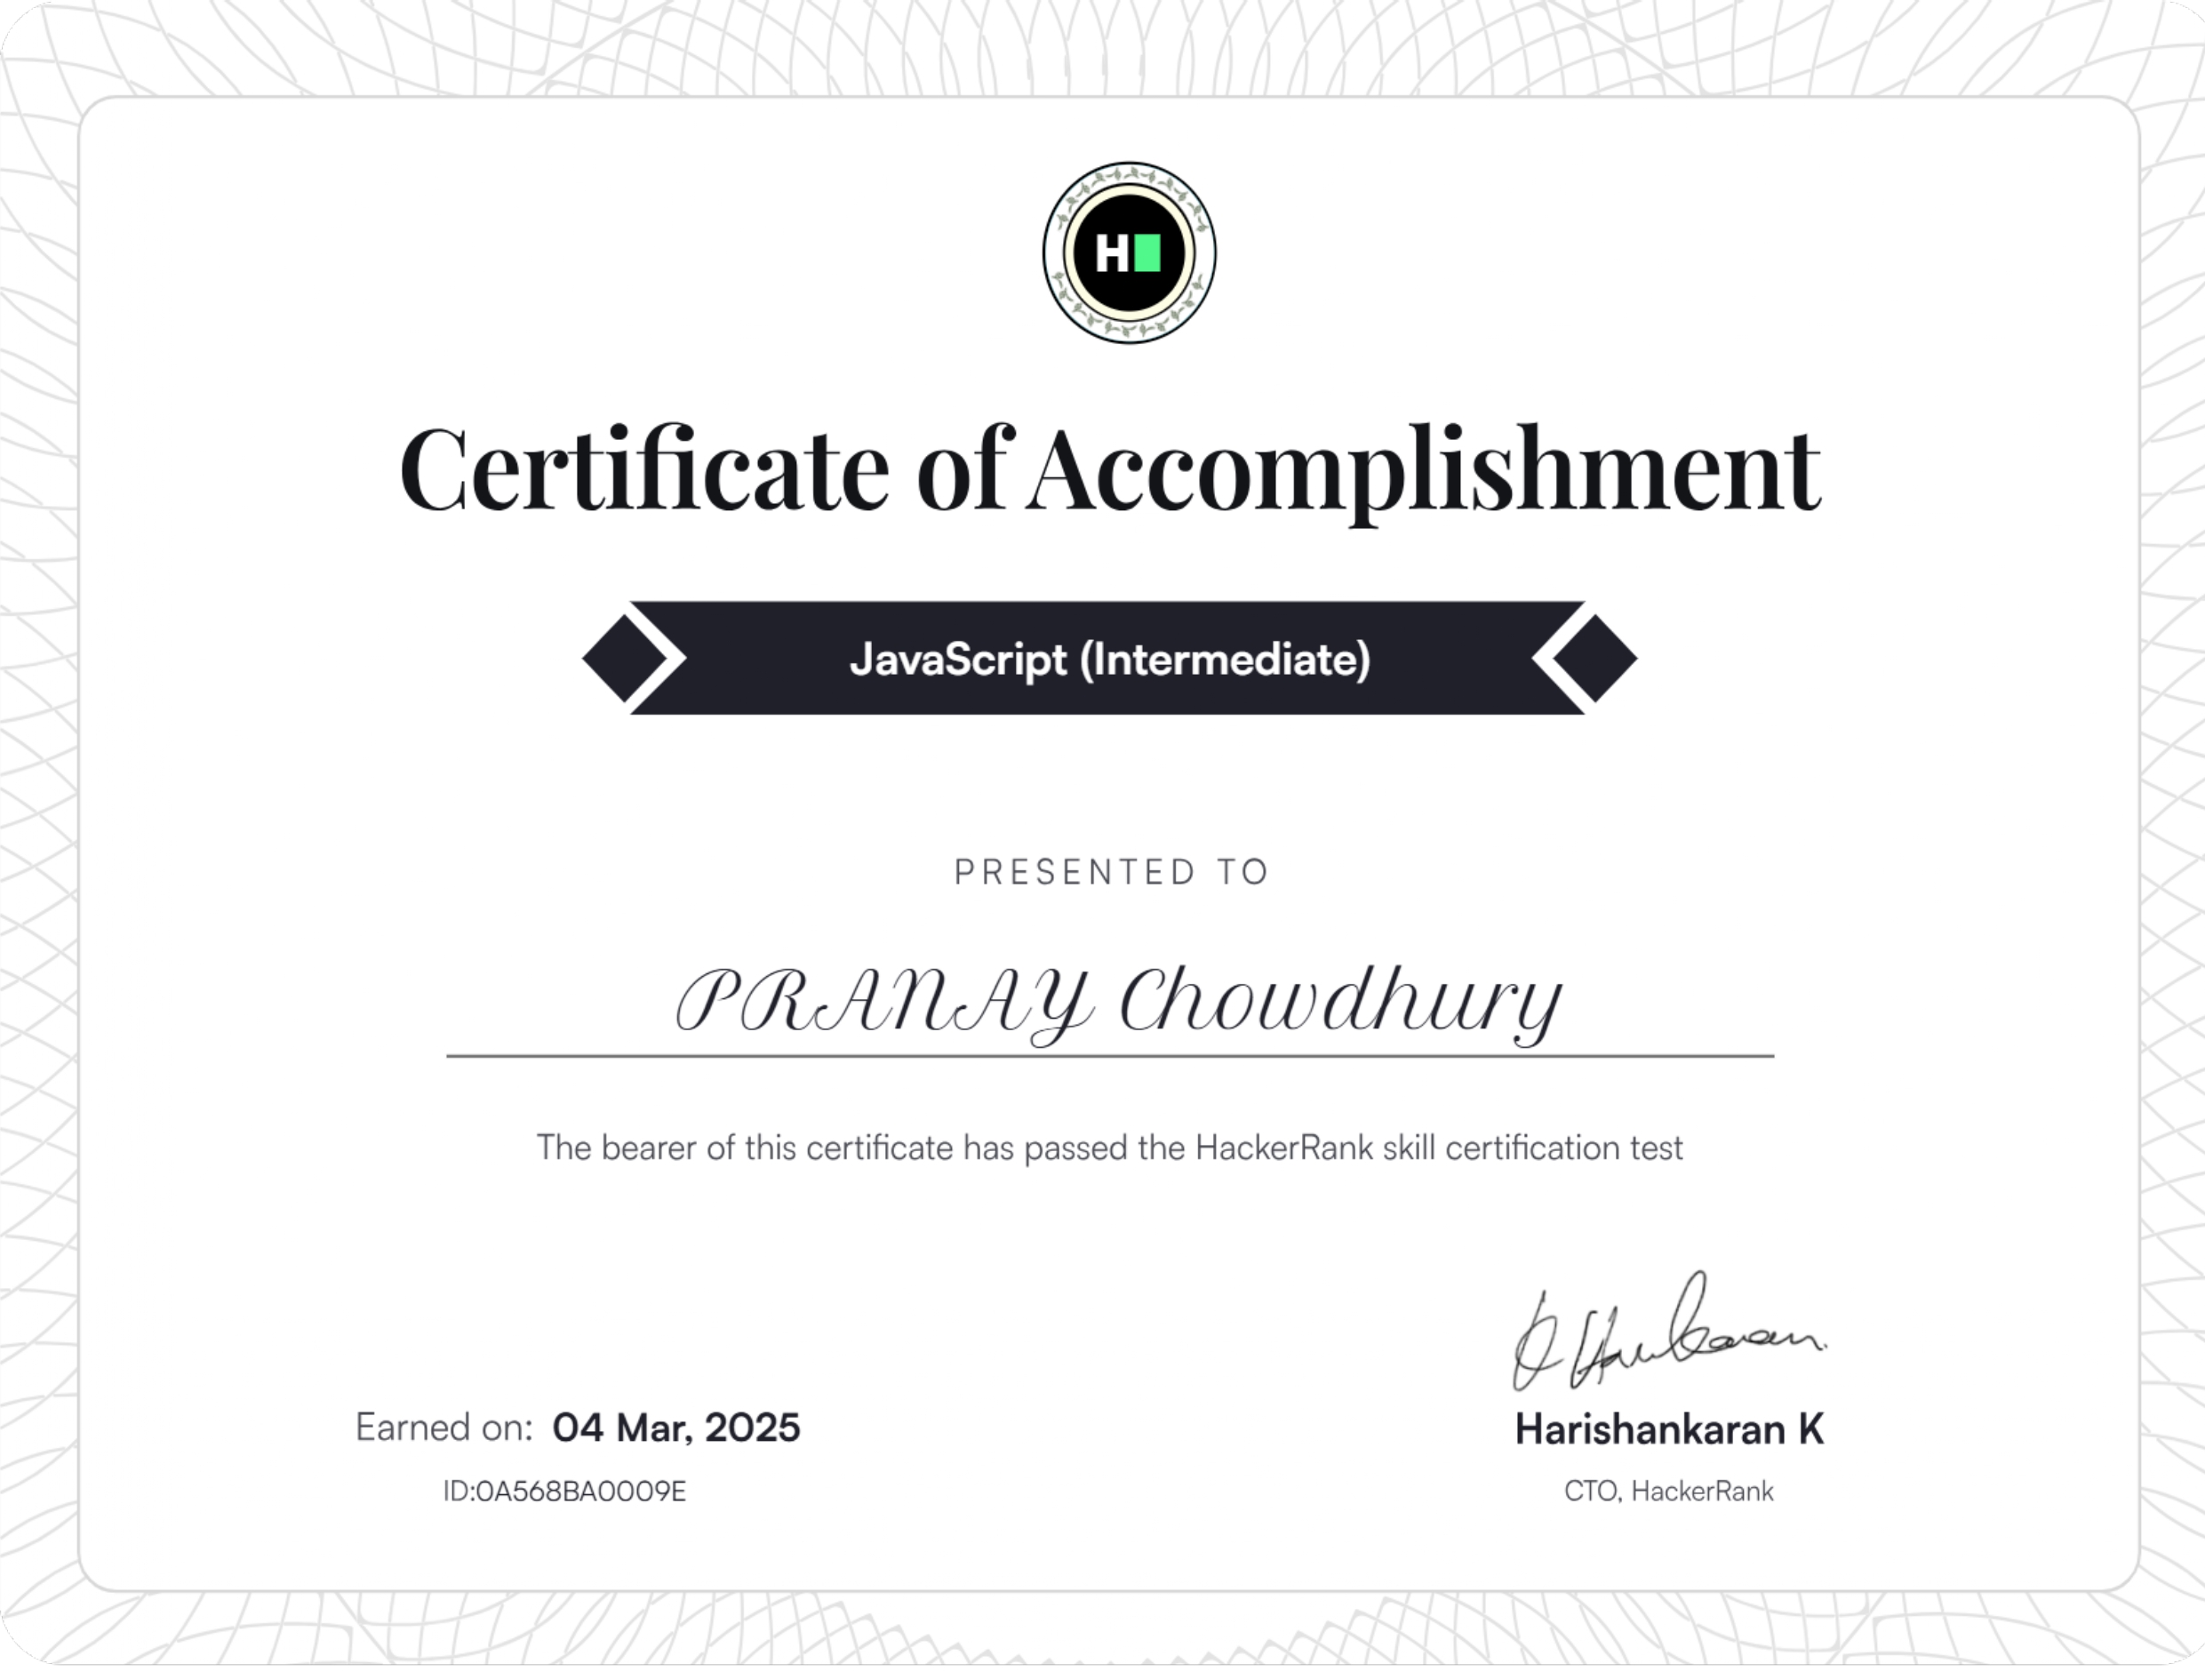 H
Certificate of Accomplishment
JavaScript (Intermediate)
PRESENTED TO
PRANAY Chowdhury
The bearer of this certificate has passed the HackerRank skill certification test
Earned on: 04 Mar, 2025
ID:0A568BA0009E
Harishankaran K
CTO, HackerRank